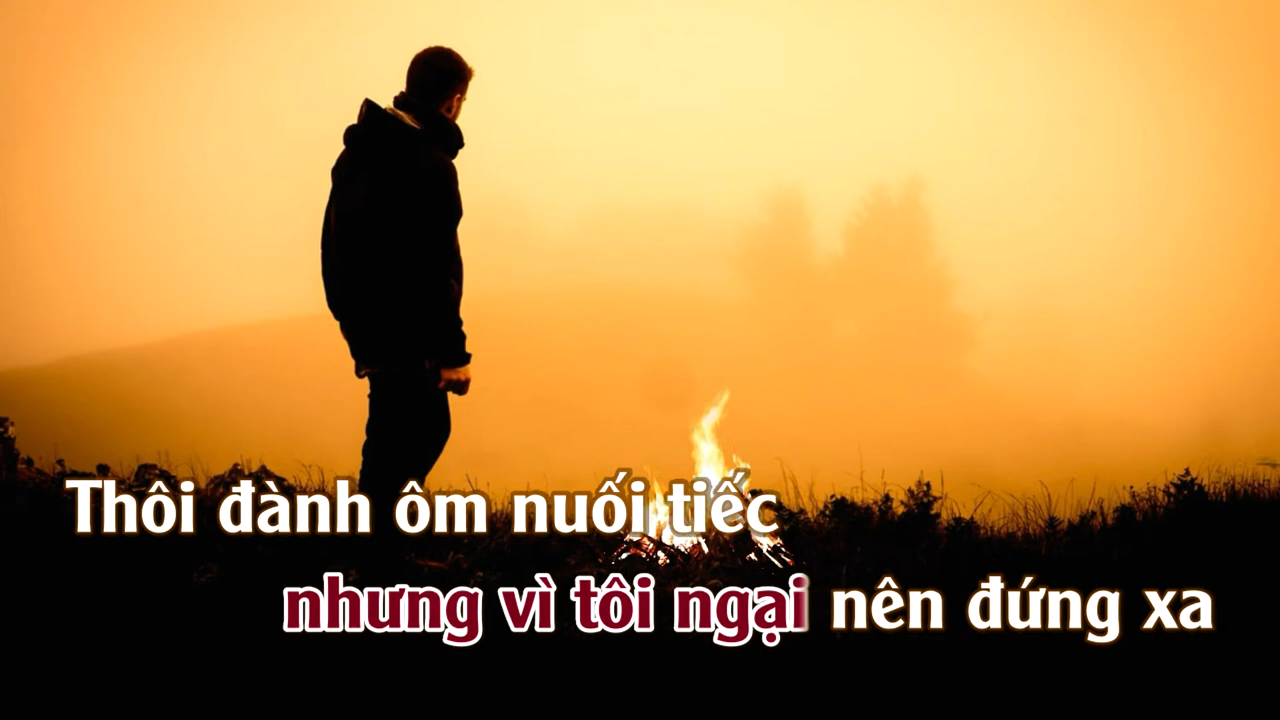 Thôi đành ôm nuối tiếc
nhưng vì tôi ngại nên đứng xa